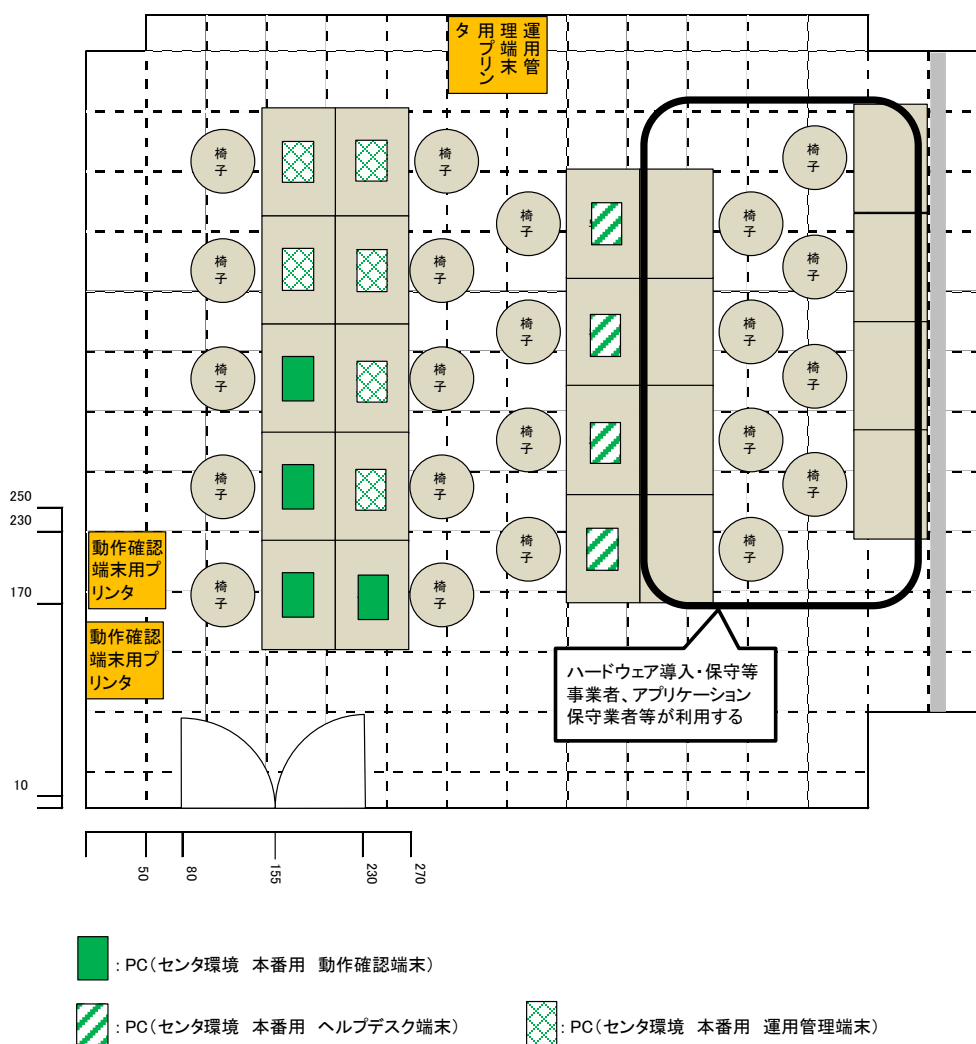 運用管
理端末
用プリン
タ
椅
子
椅
子
椅
子
椅
子
椅
子
椅
子
椅
子
椅
子
椅
子
椅
子
椅
子
椅
子
椅
子
椅
子
椅
子
椅
子
椅
子
椅
子
椅
子
椅
子
椅
子
椅
子
250
230
170
10
動作確認
端末用プ
リンタ
動作確認
端末用プ
リンタ
ハードウェア導入・保守等
事業者、アプリケーション
保守業者等が利用する
50
80
155
230
270
：PC（センタ環境　本番用　動作確認端末）
：PC（センタ環境　本番用　ヘルプデスク端末）
：PC（センタ環境　本番用　運用管理端末）